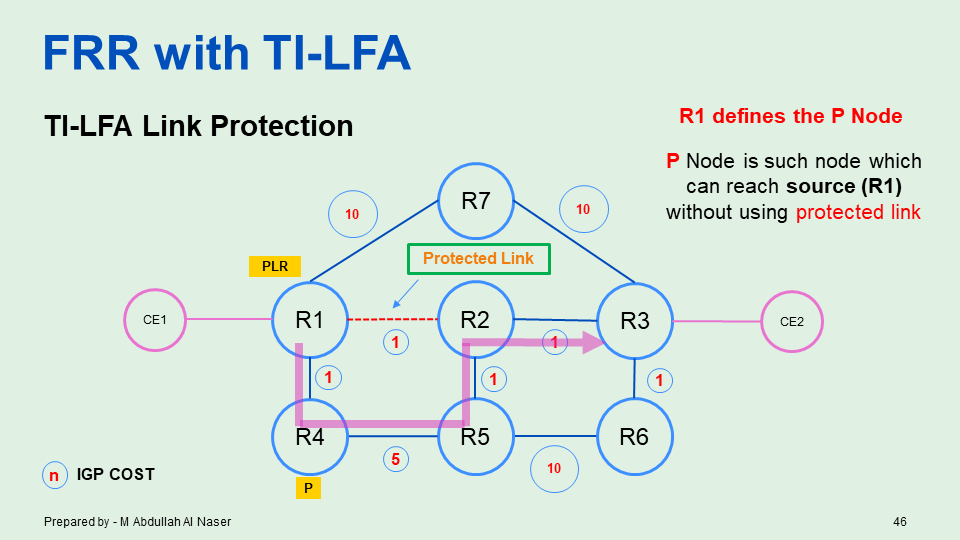 FRR with TI-LFA
TI-LFA Link Protection
R1 defines the P Node
P Node is such node which
can reach source (R1)
without using protected link
R7
10
10
Protected Link
PLR
CE1
R1
R2
R3
CE2
1
1
1
1
1
R4
R5
R6
5
10
P
n IGP COST
Prepared by - M Abdullah Al Naser
46